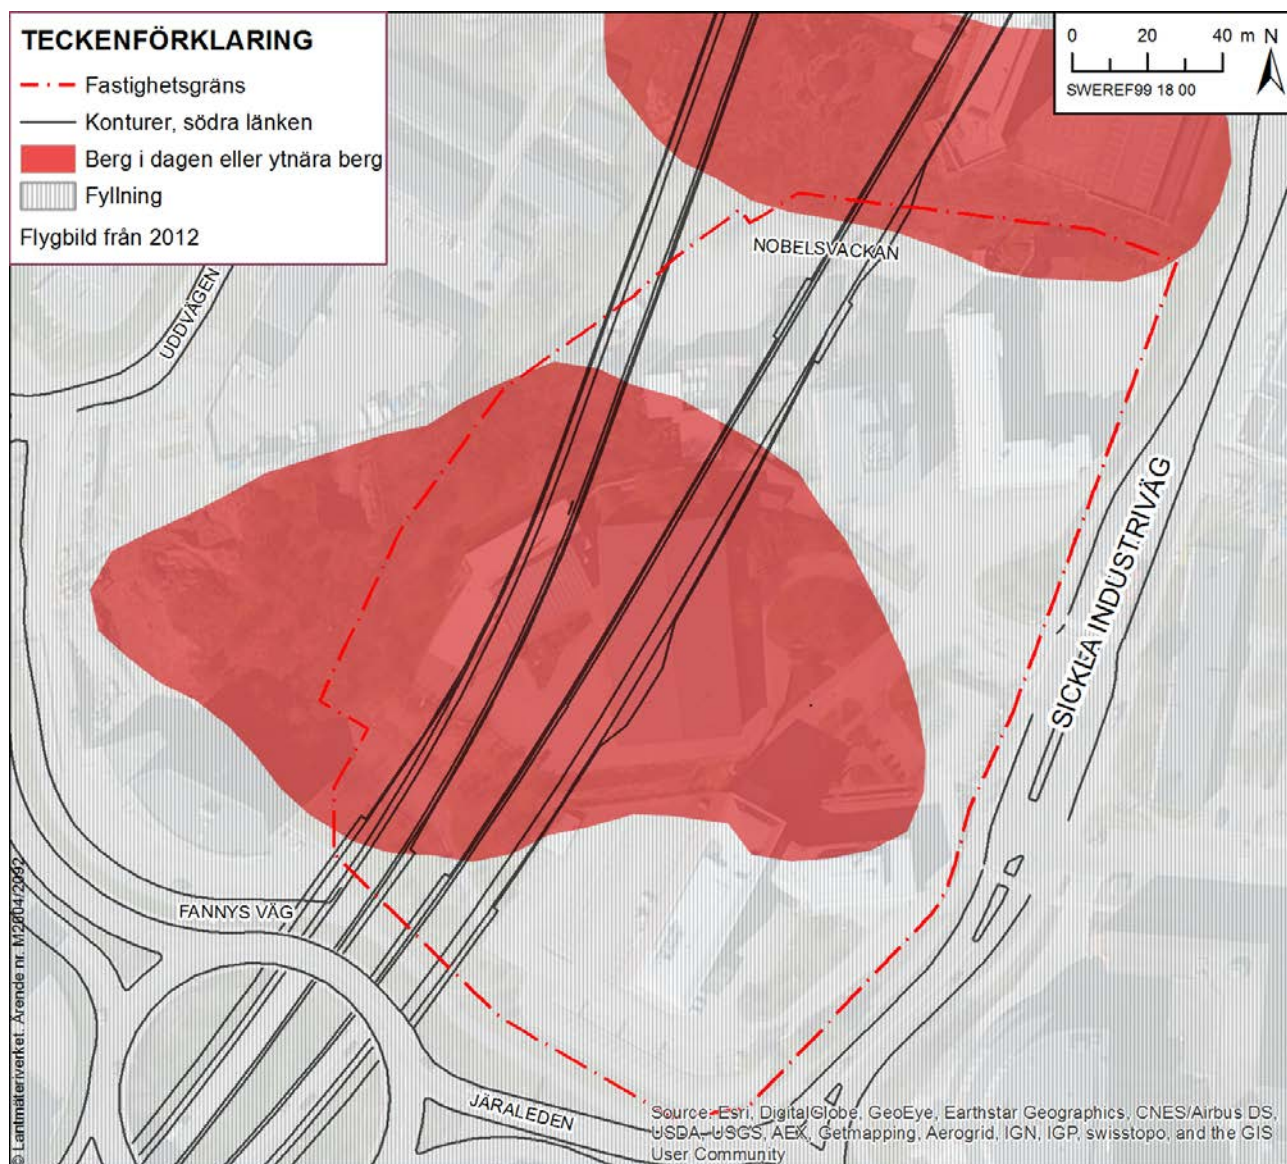 TECKENFÖRKLARING
Fastighetsgräns
Konturer, södra länken
Berg i dagen eller ytnära berg
Fyllning
Flygbild från 2012
0 20 40 m N
SWEREF99 18 00
NOBELSVACKAN
UDDVÄGEN
SICKLA INDUSTRIVÄG
FANNYS VÄG
JÄRALEDEN
© Lantmäteriverket. Ärende nr. M2004/2092
Source: Esri, DigitalGlobe, GeoEye, Earthstar Geographics, CNES/Airbus DS,
USDA, USGS, AEX, Getmapping, Aerogrid, IGN, IGP, swisstopo, and the GIS
User Community